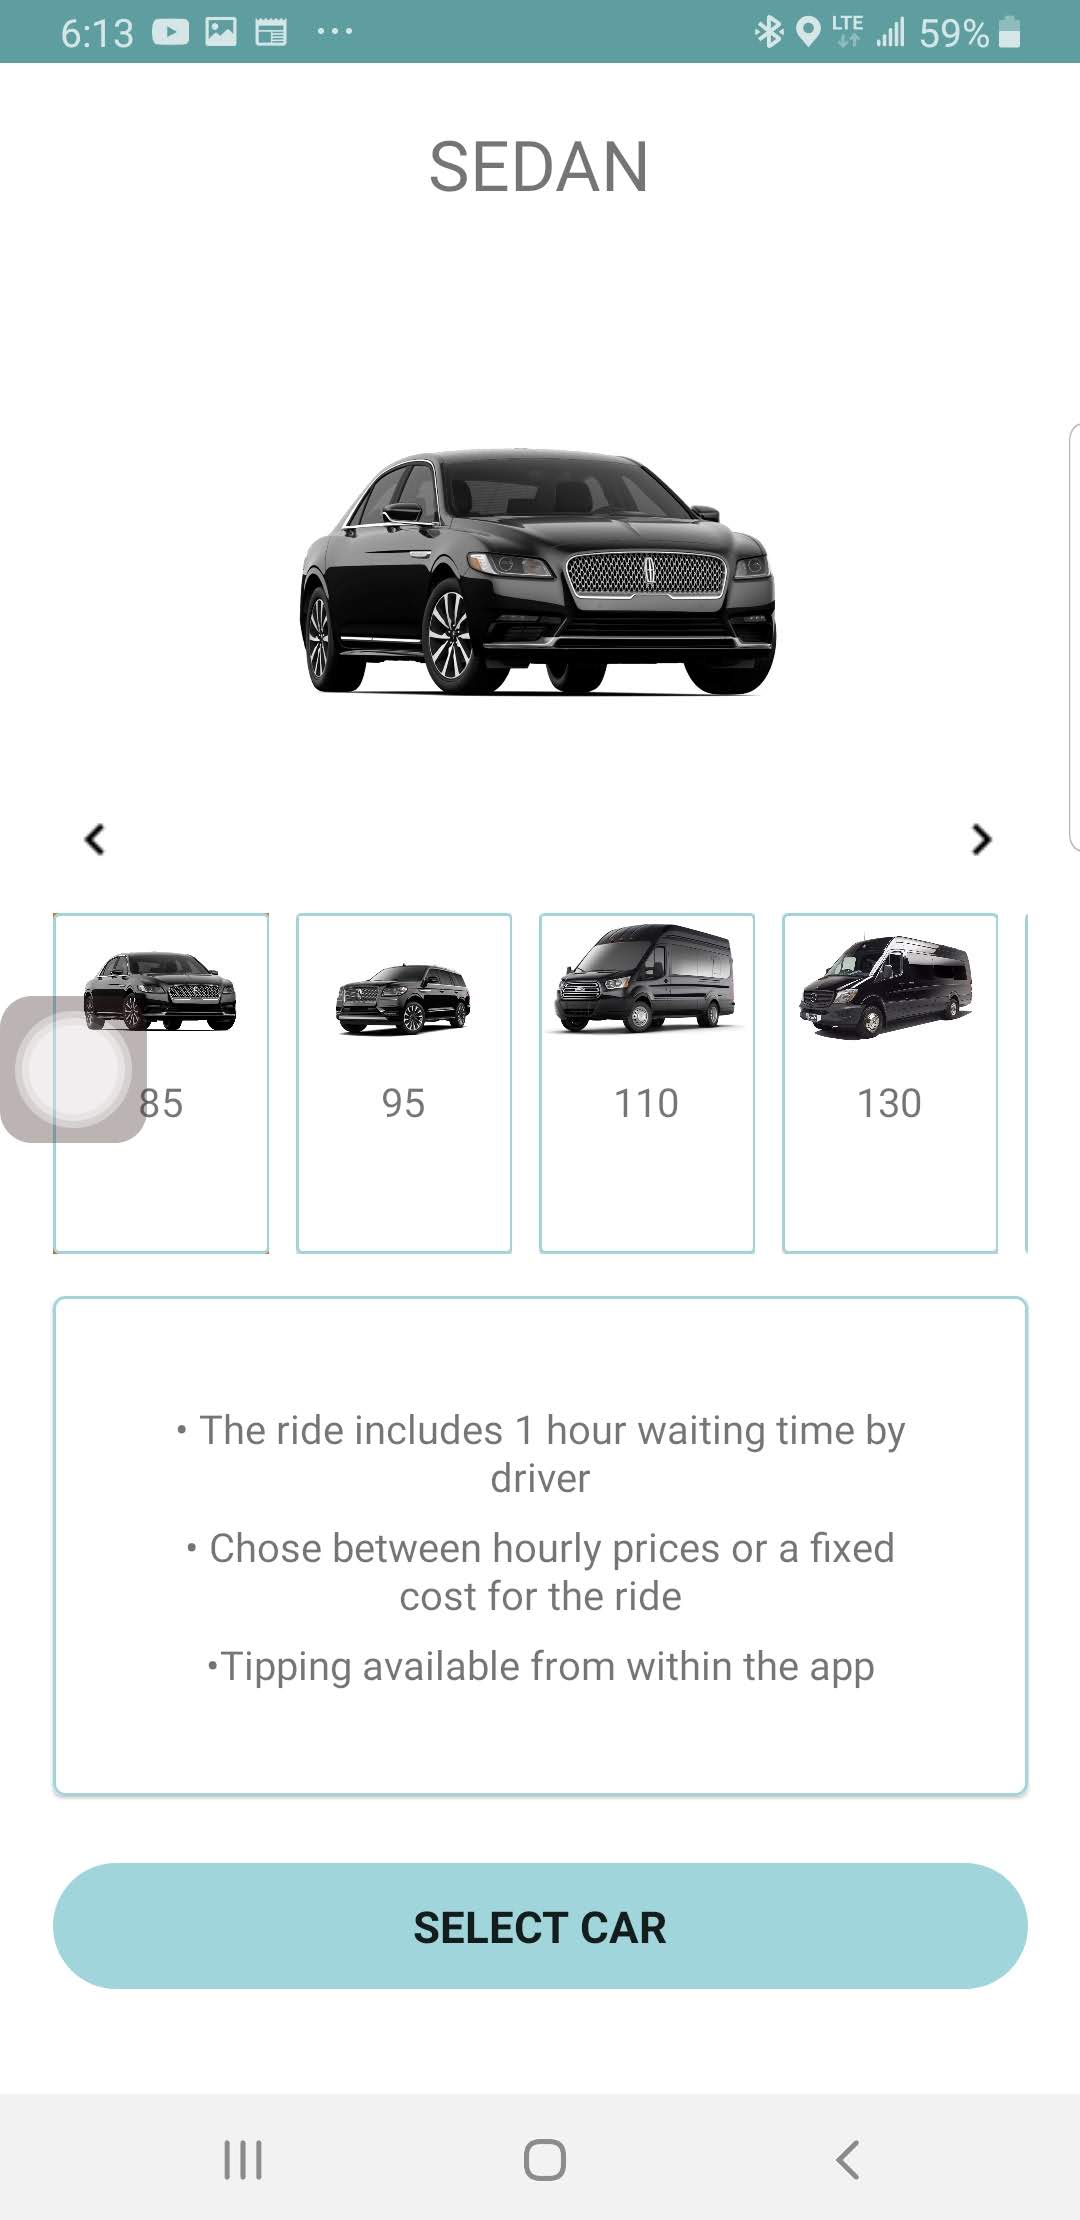 6:13 LTE 59%
SEDAN
85 95 110 130
• The ride includes 1 hour waiting time by
driver
• Chose between hourly prices or a fixed
cost for the ride
•Tipping available from within the app
SELECT CAR